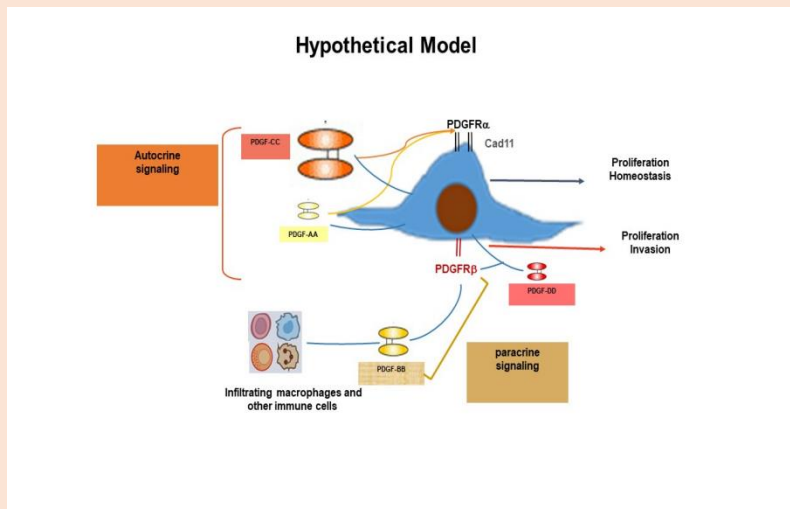 Hypothetical Model
PDGFRα
Cad11
PDGF-CC
Autocrine
signaling
Proliferation
Homeostasis
PDGF-AA
Proliferation
Invasion
PDGFRβ
PDGF-DD
PDGF-BB
paracrine
signaling
Infiltrating macrophages and
other immune cells